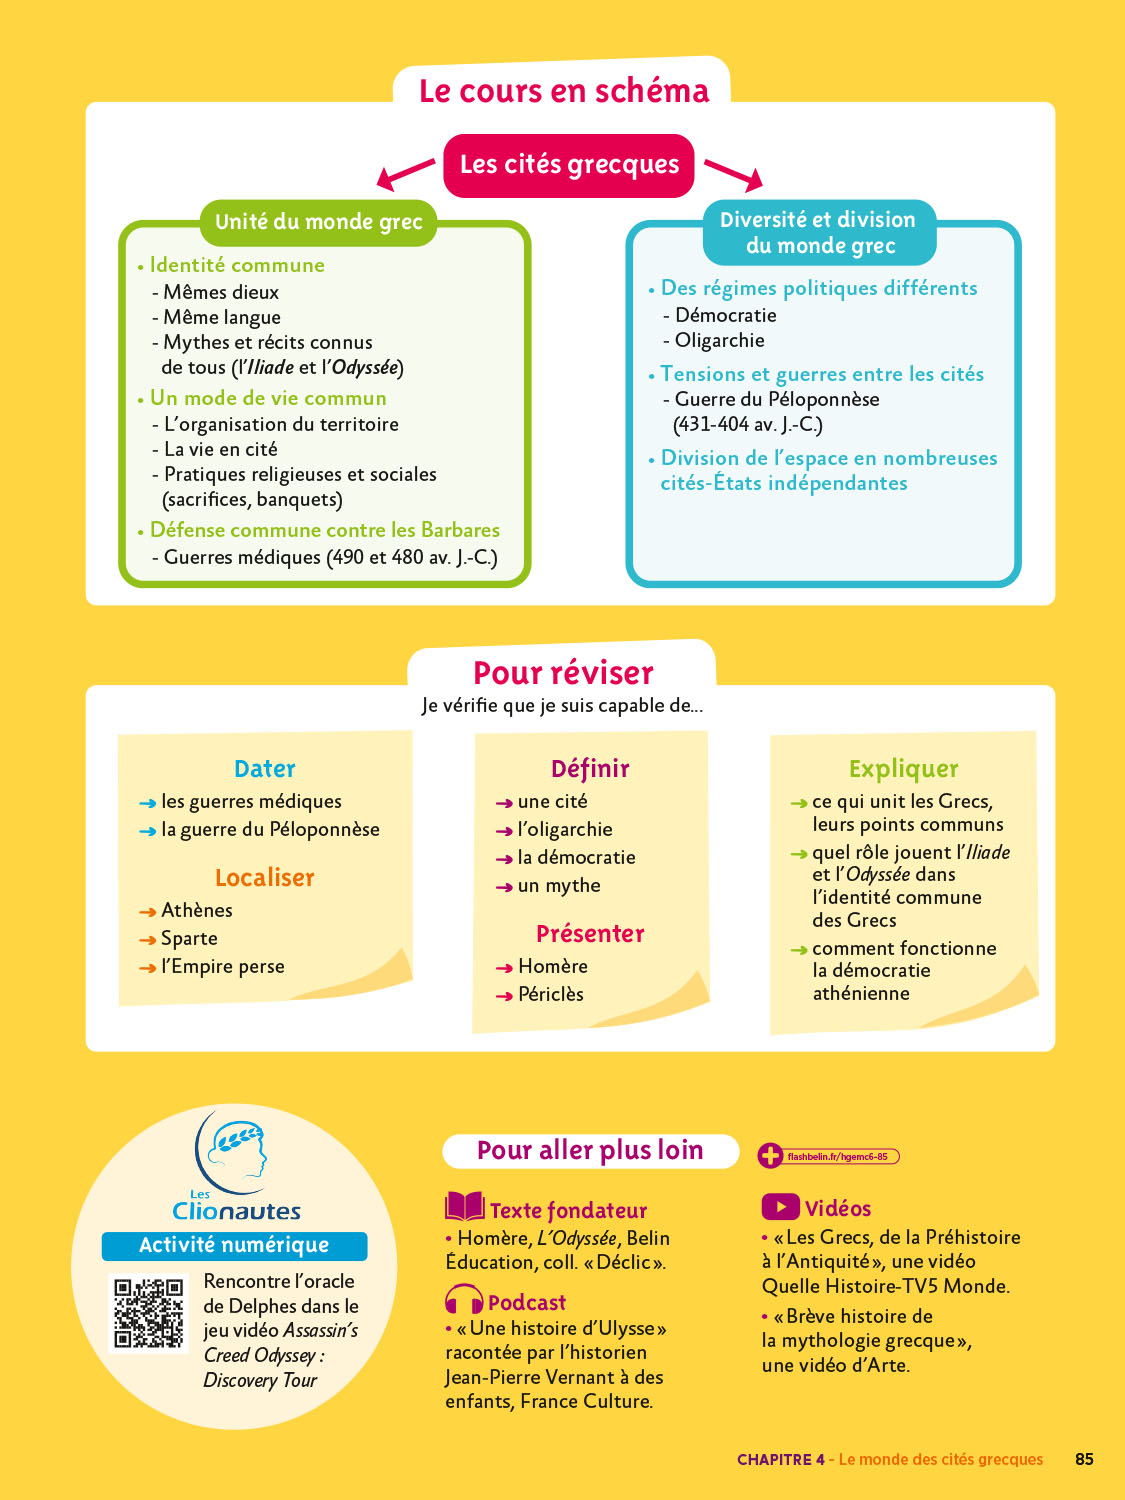 Le cours en schéma
Les cités grecques
Unité du monde grec
• Identité commune
- Mêmes dieux
- Même langue
- Mythes et récits connus
de tous (l'Iliade et l'Odyssée)
• Un mode de vie commun
- L'organisation du territoire
- La vie en cité
- Pratiques religieuses et sociales
(sacrifices, banquets)
• Défense commune contre les Barbares
- Guerres médiques (490 et 480 av. J.-C.)
Diversité et division
du monde grec
• Des régimes politiques différents
- Démocratie
- Oligarchie
• Tensions et guerres entre les cités
- Guerre du Péloponnèse
(431-404 av. J.-C.)
• Division de l'espace en nombreuses
cités-États indépendantes
Pour réviser
Je vérifie que je suis capable de...
Dater
➞ les guerres médiques
➞ la guerre du Péloponnèse
Localiser
➞ Athènes
➞ Sparte
➞ l'Empire perse
Définir
➞ une cité
➞ l'oligarchie
➞ la démocratie
➞ un mythe
Présenter
➞ Homère
➞ Périclès
Expliquer
➞ ce qui unit les Grecs,
leurs points communs
➞ quel rôle jouent l'Iliade
et l'Odyssée dans
l'identité commune
des Grecs
➞ comment fonctionne
la démocratie
athénienne
Les
Clionautes
Activité numérique
Rencontre l'oracle
de Delphes dans le
jeu vidéo Assassin's
Creed Odyssey :
Discovery Tour
Pour aller plus loin
flashbelin.fr/hgemc6-85
Texte fondateur
• Homère, L'Odyssée, Belin
Éducation, coll. «Déclic».
Podcast
• «Une histoire d'Ulysse»
racontée par l'historien
Jean-Pierre Vernant à des
enfants, France Culture.
Vidéos
• «Les Grecs, de la Préhistoire
à l'Antiquité», une vidéo
Quelle Histoire-TV5 Monde.
• «Brève histoire de
la mythologie grecque»,
une vidéo d'Arte.
CHAPITRE 4 - Le monde des cités grecques 85